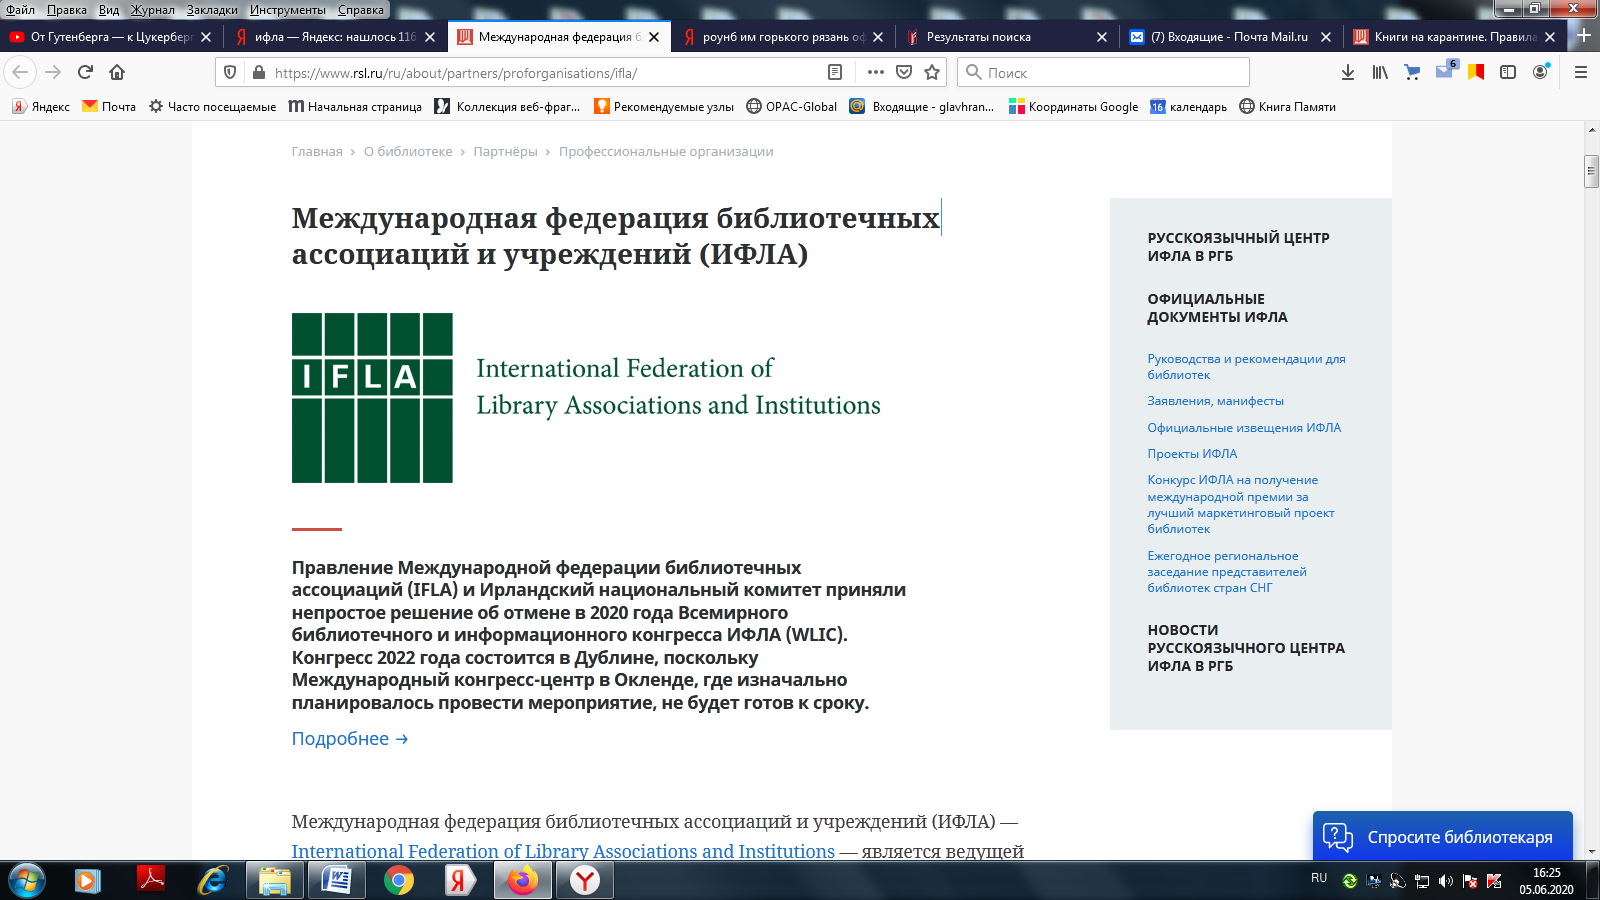 Файл Правка Вид Журнал Закладки Инструменты Справка
От Гутенберга — к Цукерберг
ифла — Яндекс: нашлось 116
Международная федерация б
роунб им горького рязань оф
Результаты поиска
(7) Входящие - Почта Mail.ru
Книги на карантине. Правила
https://www.rsl.ru/ru/about/partners/proforganisations/ifla/
Поиск
6
Яндекс Почта Часто посещаемые Начальная страница Коллекция веб-фраг... Рекомендуемые узлы OPAC-Global Входящие - glavhran... Координаты Google 16 календарь Книга Памяти
Главная › О библиотеке › Партнёры › Профессиональные организации
Международная федерация библиотечных
ассоциаций и учреждений (ИФЛА)
IFLA
International Federation of
Library Associations and Institutions
Правление Международной федерации библиотечных
ассоциаций (IFLA) и Ирландский национальный комитет приняли
непростое решение об отмене в 2020 года Всемирного
библиотечного и информационного конгресса ИФЛА (WLIC).
Конгресс 2022 года состоится в Дублине, поскольку
Международный конгресс-центр в Окленде, где изначально
планировалось провести мероприятие, не будет готов к сроку.
Подробнее →
Международная федерация библиотечных ассоциаций и учреждений (ИФЛА) —
International Federation of Library Associations and Institutions — является ведущей
РУССКОЯЗЫЧНЫЙ ЦЕНТР
ИФЛА В РГБ
ОФИЦИАЛЬНЫЕ
ДОКУМЕНТЫ ИФЛА
Руководства и рекомендации для
библиотек
Заявления, манифесты
Официальные извещения ИФЛА
Проекты ИФЛА
Конкурс ИФЛА на получение
международной премии за
лучший маркетинговый проект
библиотек
Ежегодное региональное
заседание представителей
библиотек стран СНГ
НОВОСТИ
РУССКОЯЗЫЧНОГО ЦЕНТРА
ИФЛА В РГБ
Спросите библиотекаря
RU
16:25
05.06.2020